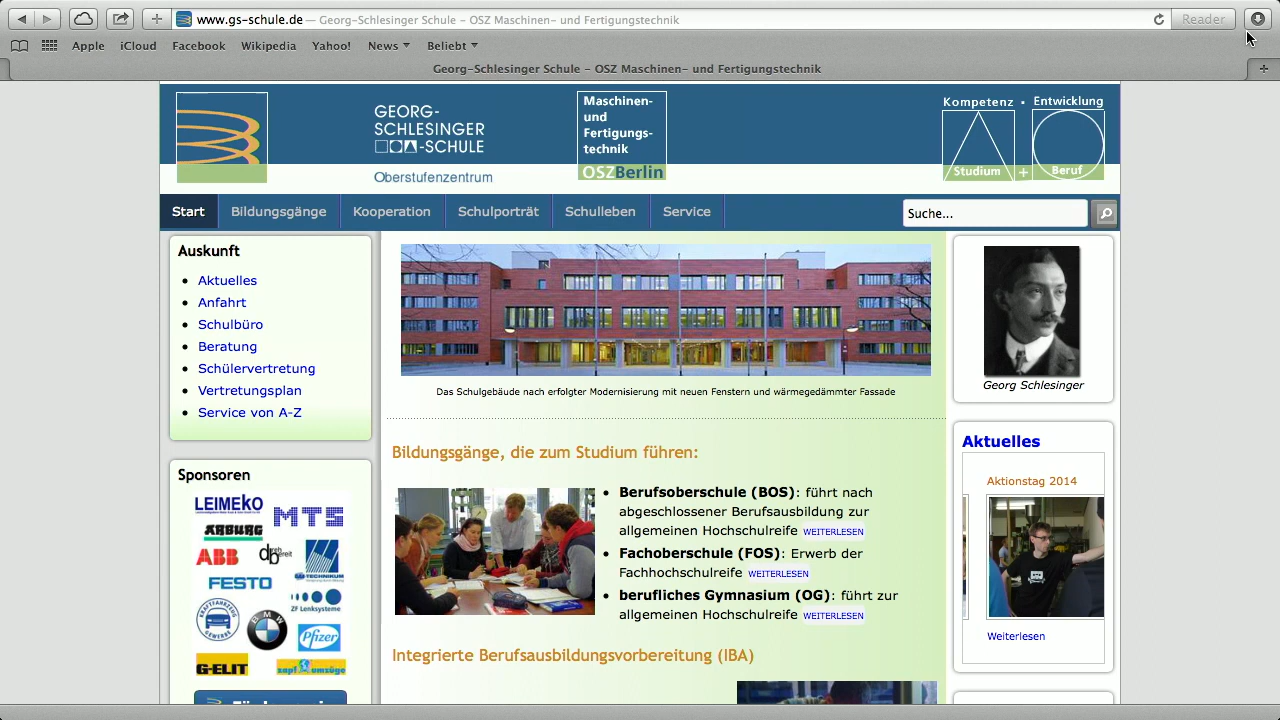 www.gs-schule.de — Georg-Schlesinger Schule – OSZ Maschinen- und Fertigungstechnik
Reader
Apple iCloud Facebook Wikipedia Yahoo! News Beliebt
Georg-Schlesinger Schule – OSZ Maschinen- und Fertigungstechnik
GEORG-
SCHLESINGER
-SCHULE
Oberstufenzentrum
Maschinen-
und
Fertigungs-
technik
OSZBerlin
Kompetenz • Entwicklung
Studium + Beruf
Start Bildungsgänge Kooperation Schulporträt Schulleben Service
Suche...
Auskunft
• Aktuelles
• Anfahrt
• Schulbüro
• Beratung
• Schülervertretung
• Vertretungsplan
• Service von A-Z
Sponsoren
LEIMEKO
MTS
ARBURG
ABB
TECHNIKUM
FESTO
ZF Lenksysteme
KRAFTFAHRZEUG
GEWERBE
BMW
Pfizer
G-ELIT
zapf umzüge
Das Schulgebäude nach erfolgter Modernisierung mit neuen Fenstern und wärmegedämmter Fassade
Bildungsgänge, die zum Studium führen:
• Berufsoberschule (BOS): führt nach
abgeschlossener Berufsausbildung zur
allgemeinen Hochschulreife WEITERLESEN
• Fachoberschule (FOS): Erwerb der
Fachhochschulreife WEITERLESEN
• berufliches Gymnasium (OG): führt zur
allgemeinen Hochschulreife WEITERLESEN
Integrierte Berufsausbildungsvorbereitung (IBA)
Georg Schlesinger
Aktuelles
Aktionstag 2014
Weiterlesen